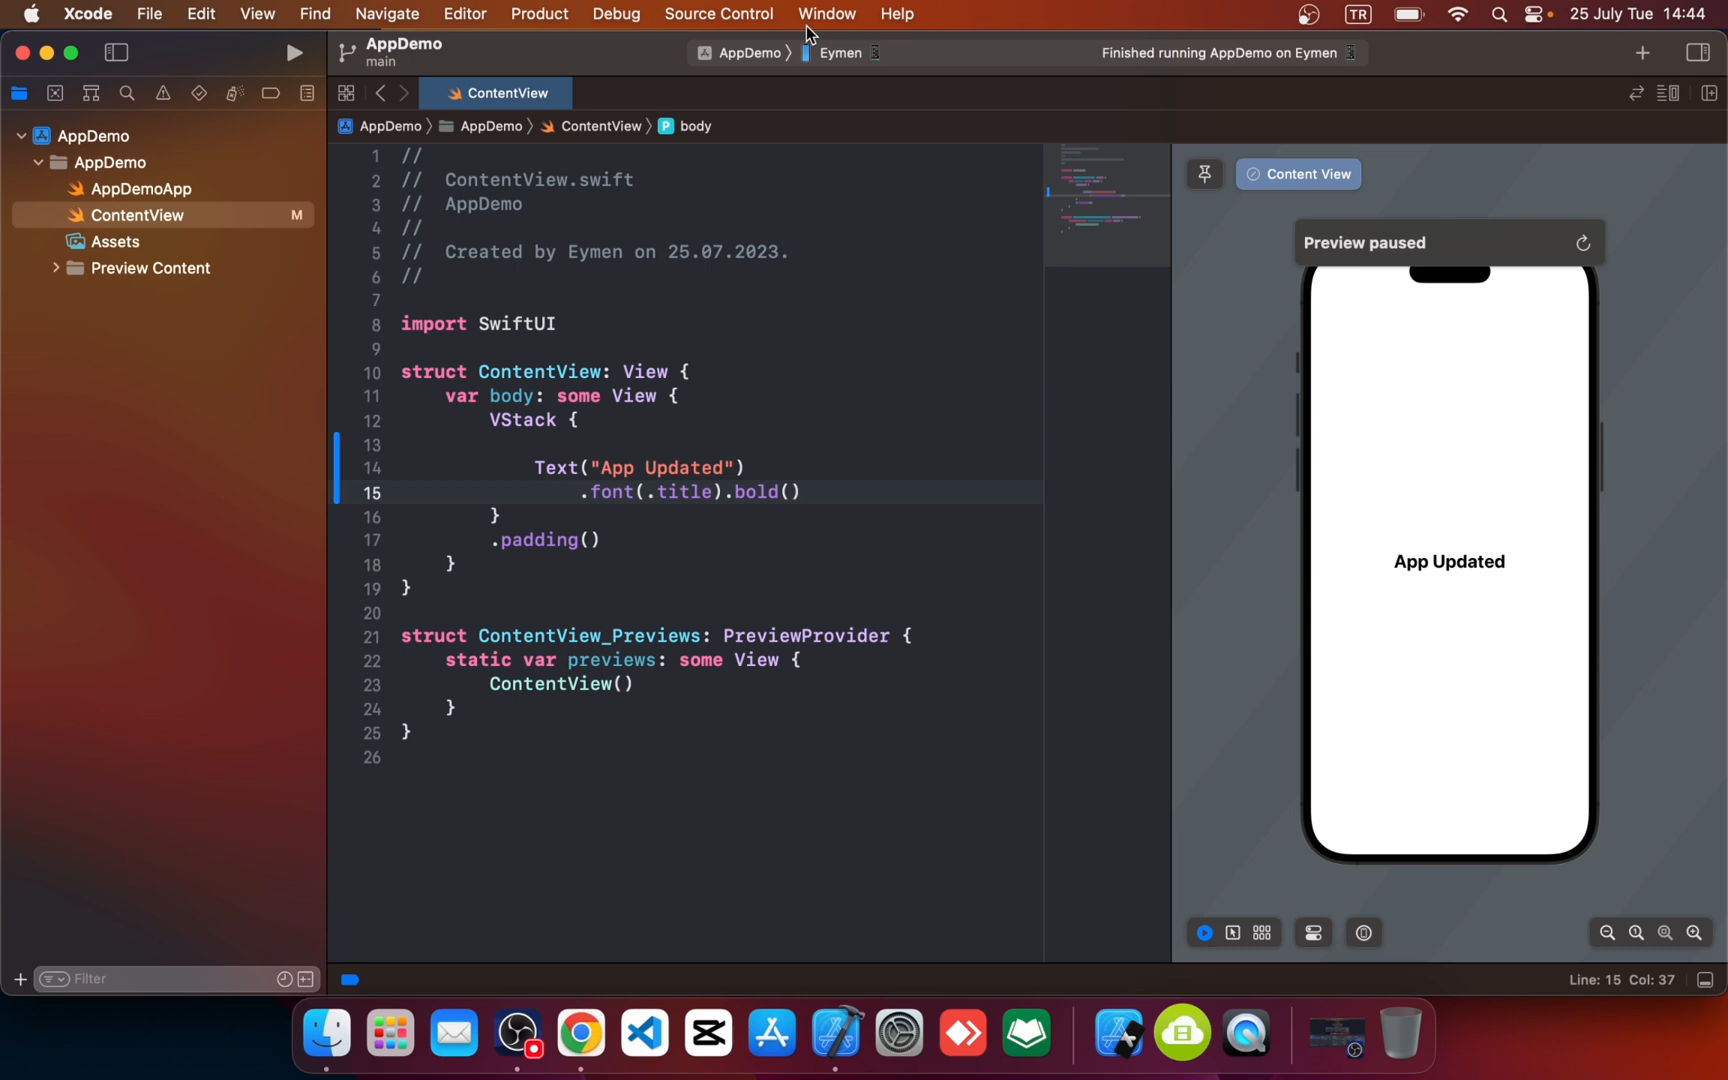 Xcode File Edit View Find Navigate Editor Product Debug Source Control Window Help TR 25 July Tue 14:44
AppDemo
main
AppDemo 〉 Eymen
Finished running AppDemo on Eymen
ContentView
AppDemo 〉 AppDemo 〉 ContentView 〉 P body
AppDemo
AppDemo
AppDemoApp
ContentView M
Assets
Preview Content
1 //
2 // ContentView.swift
3 // AppDemo
4 //
5 // Created by Eymen on 25.07.2023.
6 //
7
8 import SwiftUI
9
10 struct ContentView: View {
11 var body: some View {
12 VStack {
13
14 Text("App Updated")
15 .font(.title).bold()
16 }
17 .padding()
18 }
19 }
20
21 struct ContentView_Previews: PreviewProvider {
22 static var previews: some View {
23 ContentView()
24 }
25 }
26
Content View
Preview paused
App Updated
Filter
Line: 15 Col: 37